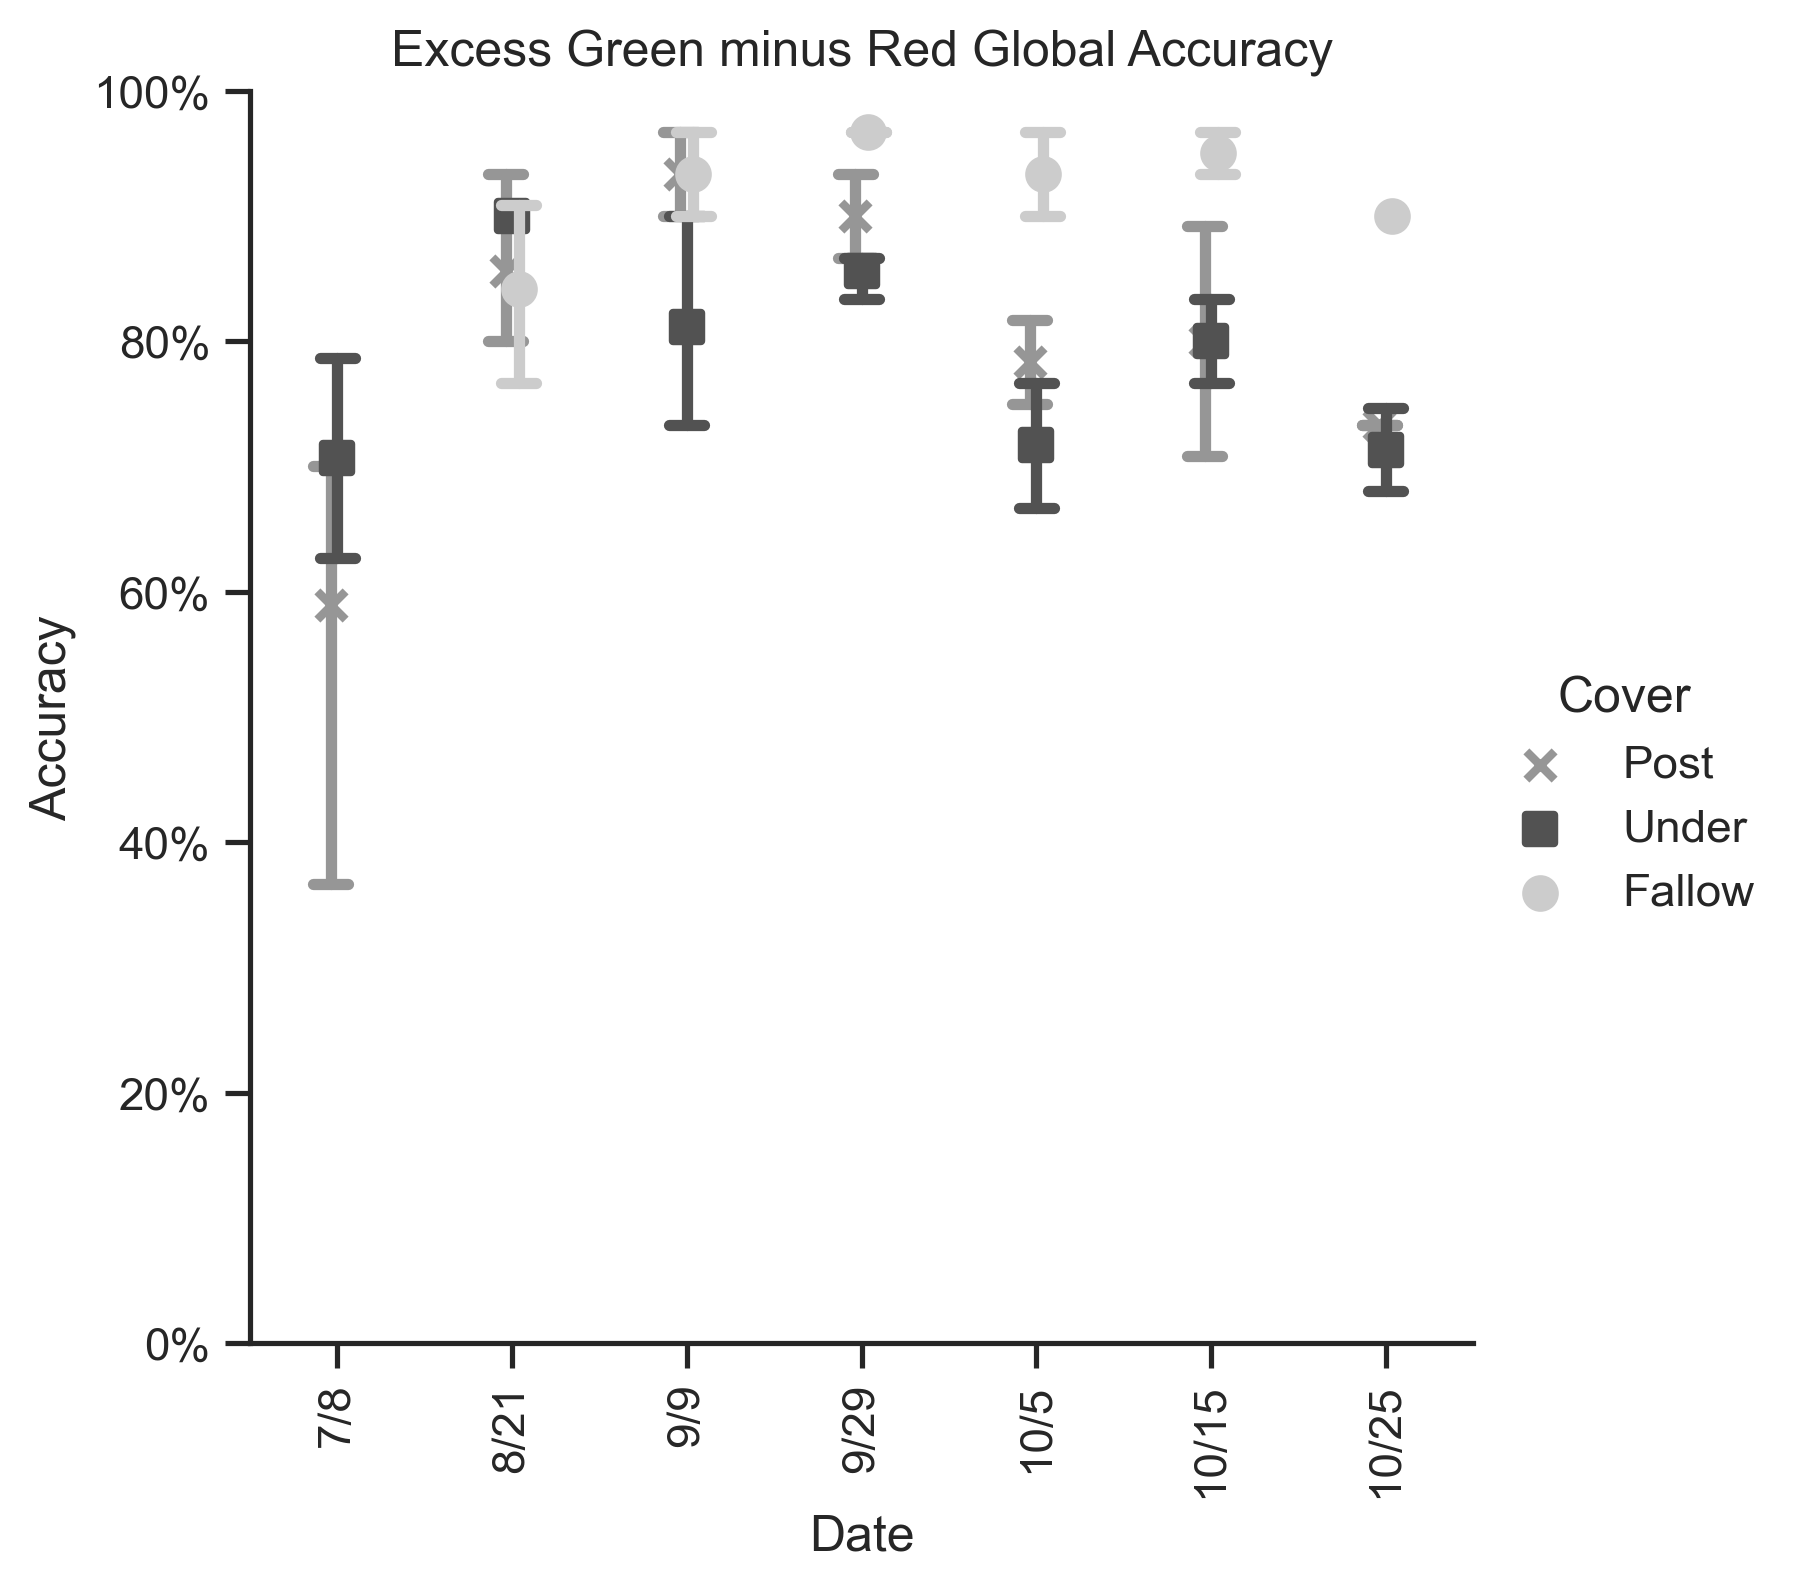 Excess Green minus Red Global Accuracy
100%
80%
60%
40%
20%
0%
Accuracy
7/8
8/21
9/9
9/29
10/5
10/15
10/25
Date
Cover
Post
Under
Fallow